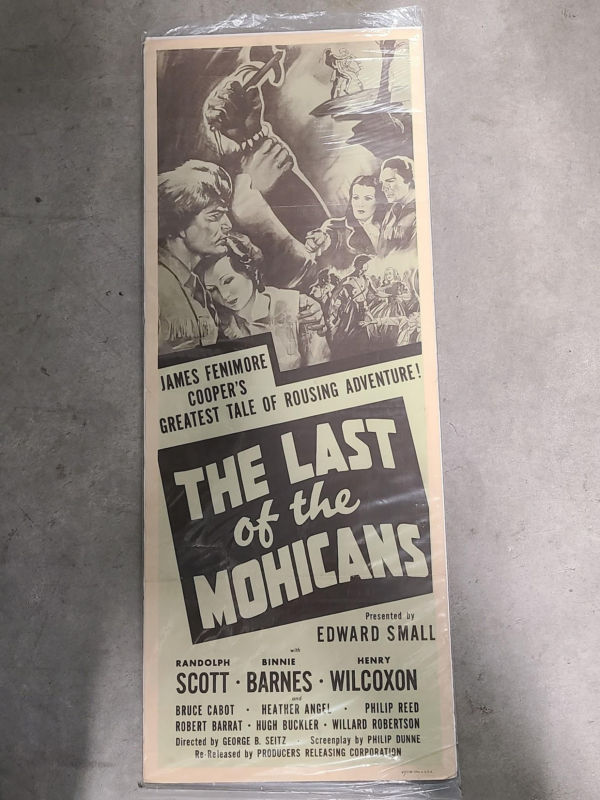 JAMES FENIMORE
COOPER'S
GREATEST TALE OF ROUSING ADVENTURE!
THE LAST
of the
MOHICANS
Presented by
EDWARD SMALL
with
RANDOLPH BINNIE HENRY
SCOTT · BARNES · WILCOXON
and
BRUCE CABOT · HEATHER ANGEL · PHILIP REED
ROBERT BARRAT · HUGH BUCKLER · WILLARD ROBERTSON
Directed by GEORGE B. SEITZ · Screenplay by PHILIP DUNNE
Re-Released by PRODUCERS RELEASING CORPORATION